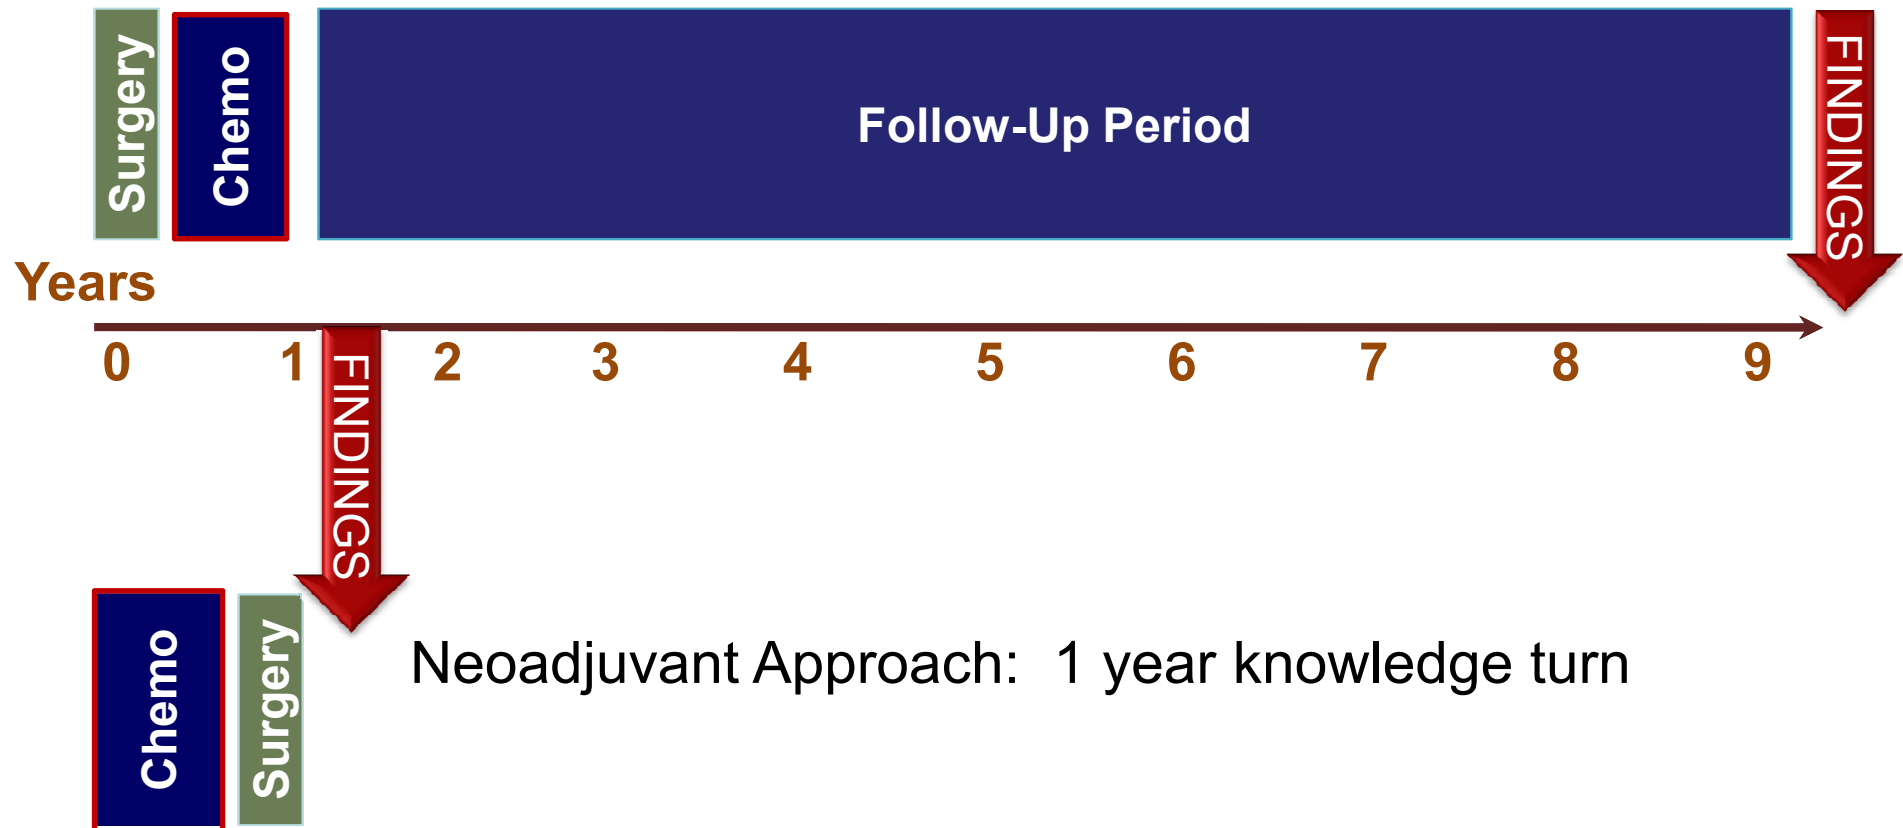 Surgery
Chemo
Follow-Up Period
FINDINGS
Years
0 1 2 3 4 5 6 7 8 9
FINDINGS
Chemo
Surgery
Neoadjuvant Approach: 1 year knowledge turn